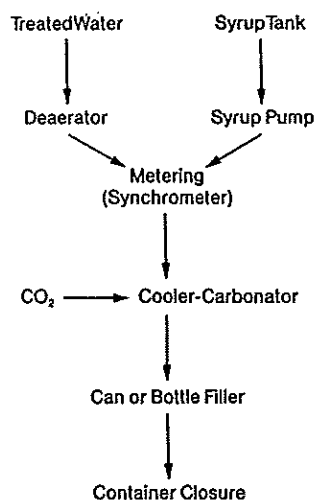 TreatedWater SyrupTank
Deaerator Syrup Pump
Metering
(Synchrometer)
CO₂ Cooler-Carbonator
Can or Bottle Filler
Container Closure